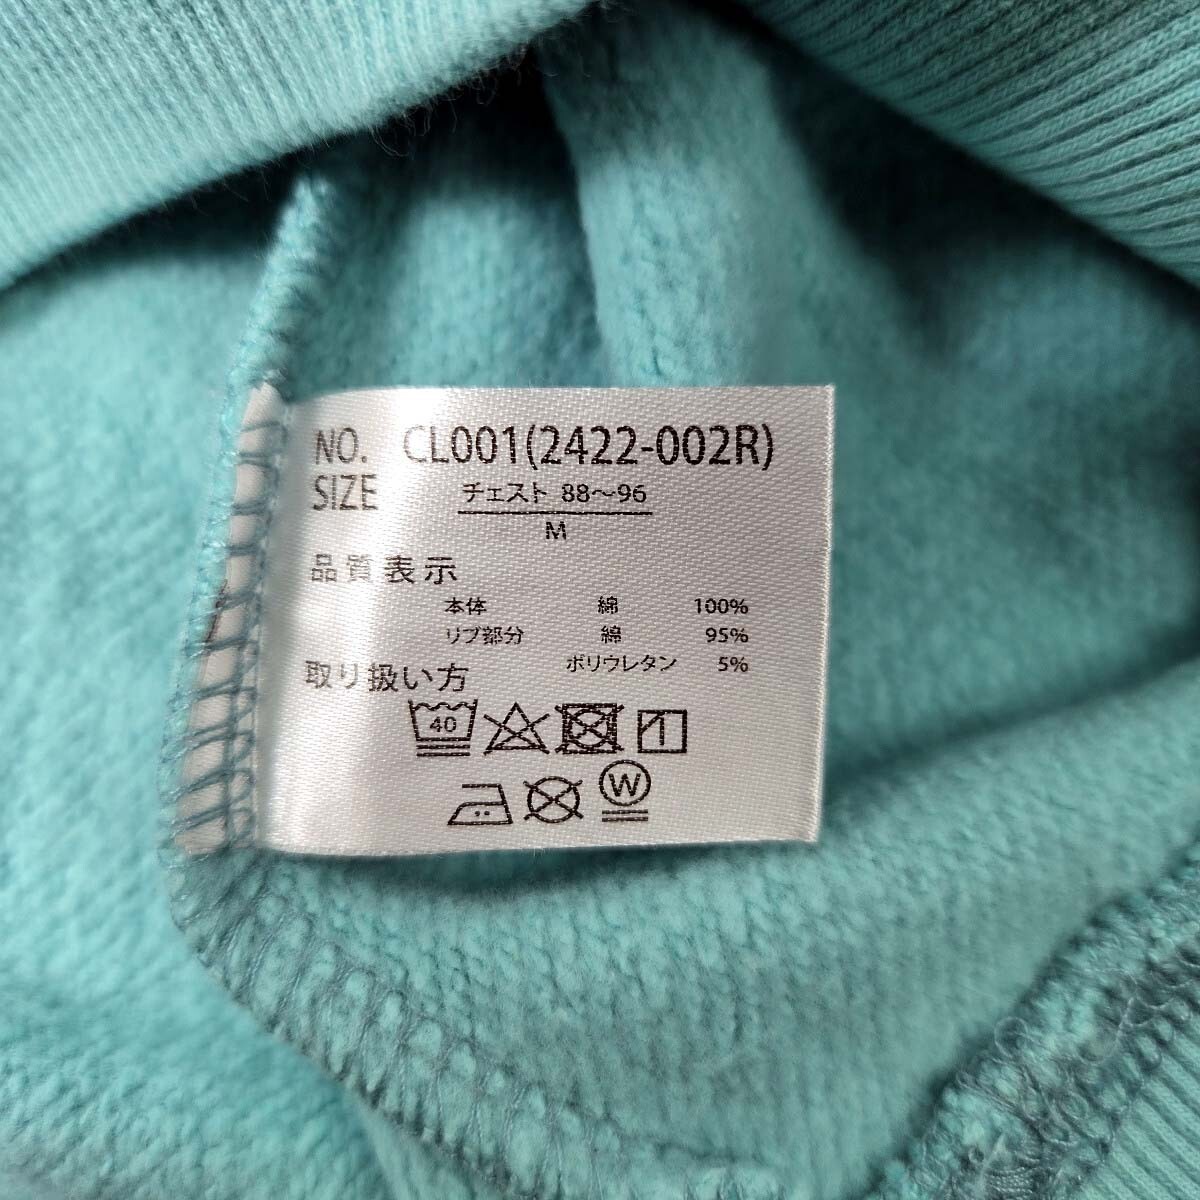 NO. CL001(2422-002R)
SIZE チェスト 88〜96
M
品質表示
本体 綿 100%
リブ部分 綿 95%
ポリウレタン 5%
取り扱い方
40
W